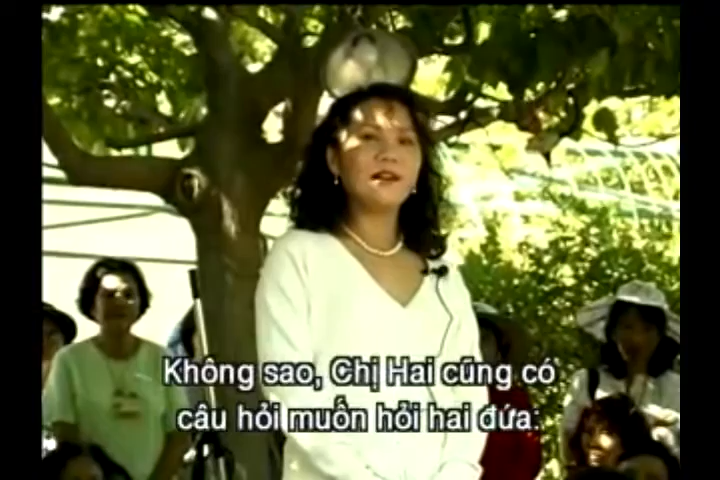 Không sao, Chị Hai cũng có
câu hỏi muốn hỏi hai đứa: